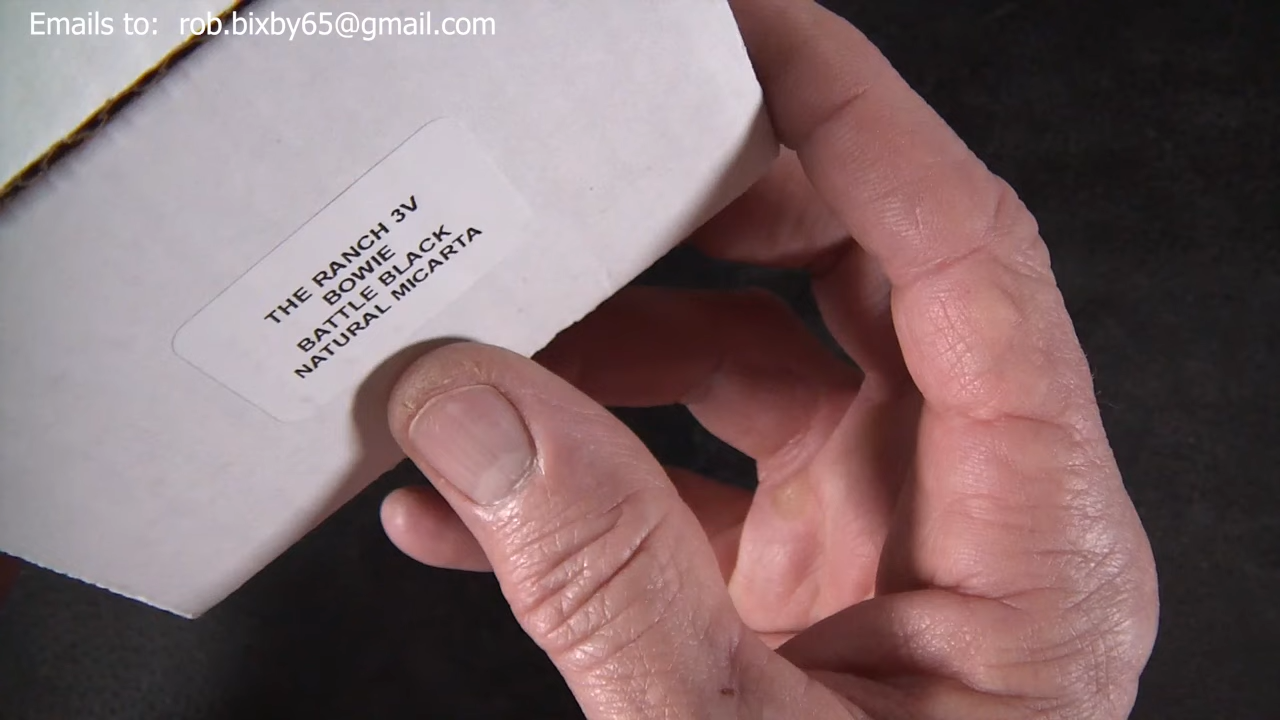 Emails to: rob.bixby65@gmail.com
THE RANCH 3V
BOWIE
BATTLE BLACK
NATURAL MICARTA